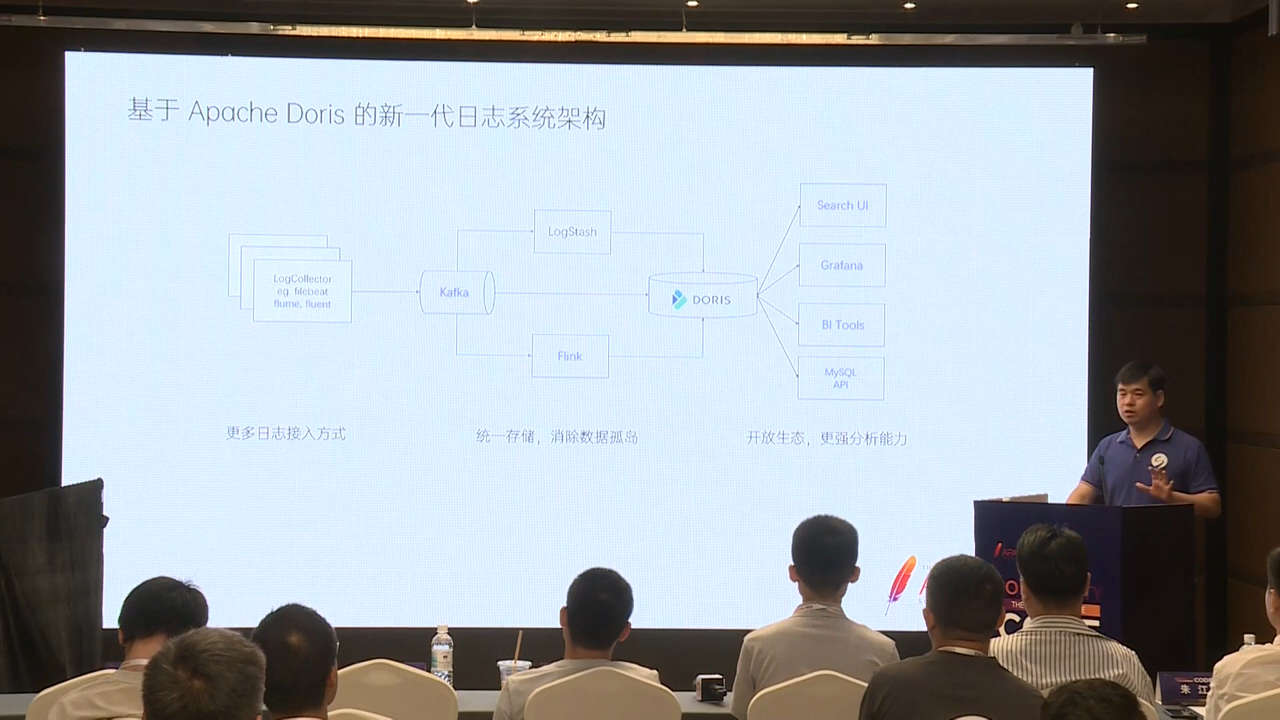 基于 Apache Doris 的新一代日志系统架构
Search UI
LogStash
Grafana
LogCollector
eg. filebeat
flume, fluent
Kafka
DORIS
BI Tools
Flink
MySQL
API
更多日志接入方式
统一存储，消除数据孤岛
开放生态，更强分析能力